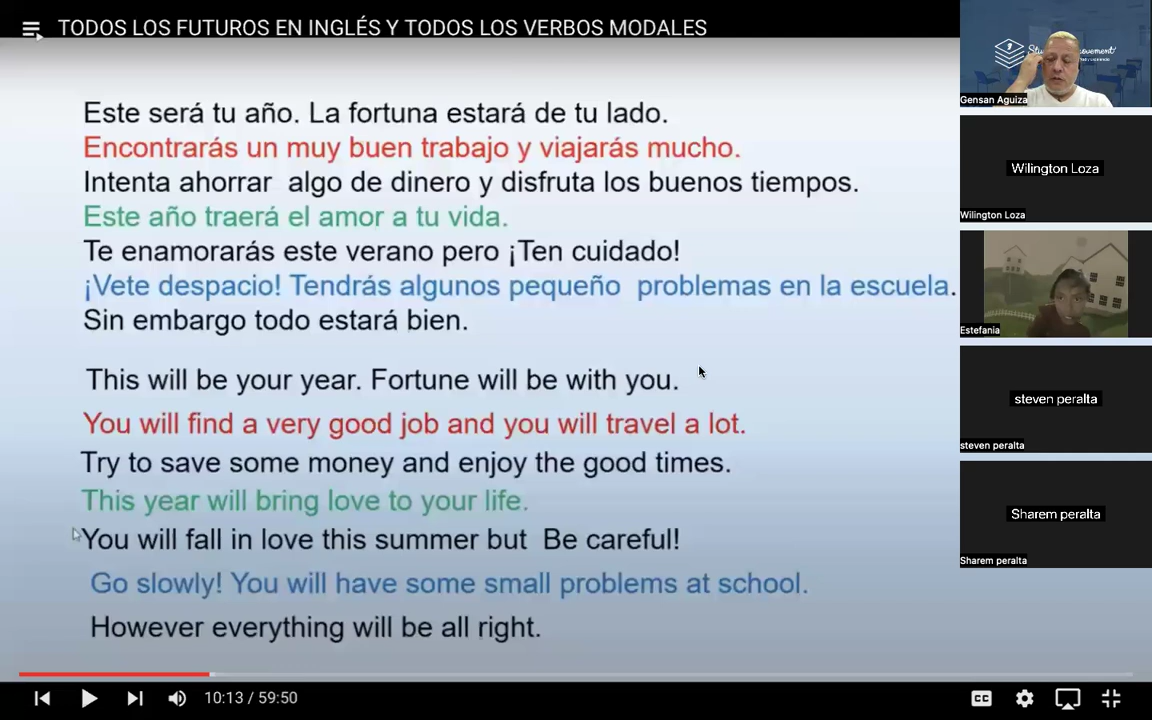 TODOS LOS FUTUROS EN INGLÉS Y TODOS LOS VERBOS MODALES
Este será tu año. La fortuna estará de tu lado.
Encontrarás un muy buen trabajo y viajarás mucho.
Intenta ahorrar algo de dinero y disfruta los buenos tiempos.
Este año traerá el amor a tu vida.
Te enamorarás este verano pero ¡Ten cuidado!
¡Vete despacio! Tendrás algunos pequeño problemas en la escuela.
Sin embargo todo estará bien.
This will be your year. Fortune will be with you.
You will find a very good job and you will travel a lot.
Try to save some money and enjoy the good times.
This year will bring love to your life.
You will fall in love this summer but Be careful!
Go slowly! You will have some small problems at school.
However everything will be all right.
10:13 / 59:50
CC
Gensan Aguiza
Wilington Loza
Wilington Loza
Estefania
steven peralta
steven peralta
Sharem peralta
Sharem peralta